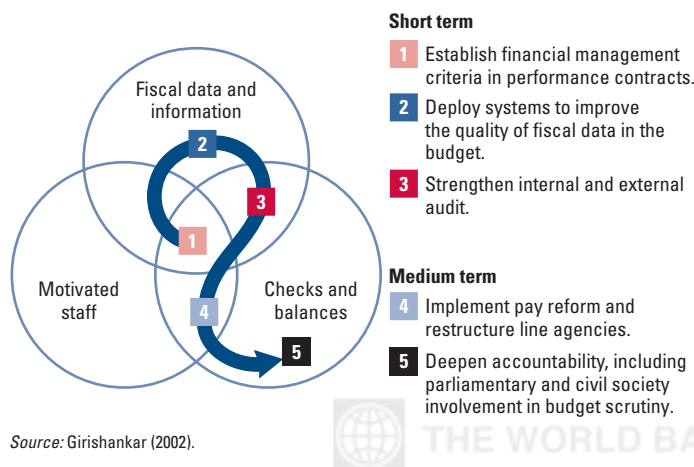 Fiscal data and
information
2
3
1
Motivated
staff
Checks and
balances
4
5
Short term
1 Establish financial management
criteria in performance contracts.
2 Deploy systems to improve
the quality of fiscal data in the
budget.
3 Strengthen internal and external
audit.
Medium term
4 Implement pay reform and
restructure line agencies.
5 Deepen accountability, including
parliamentary and civil society
involvement in budget scrutiny.
Source: Girishankar (2002).
THE WORLD BA